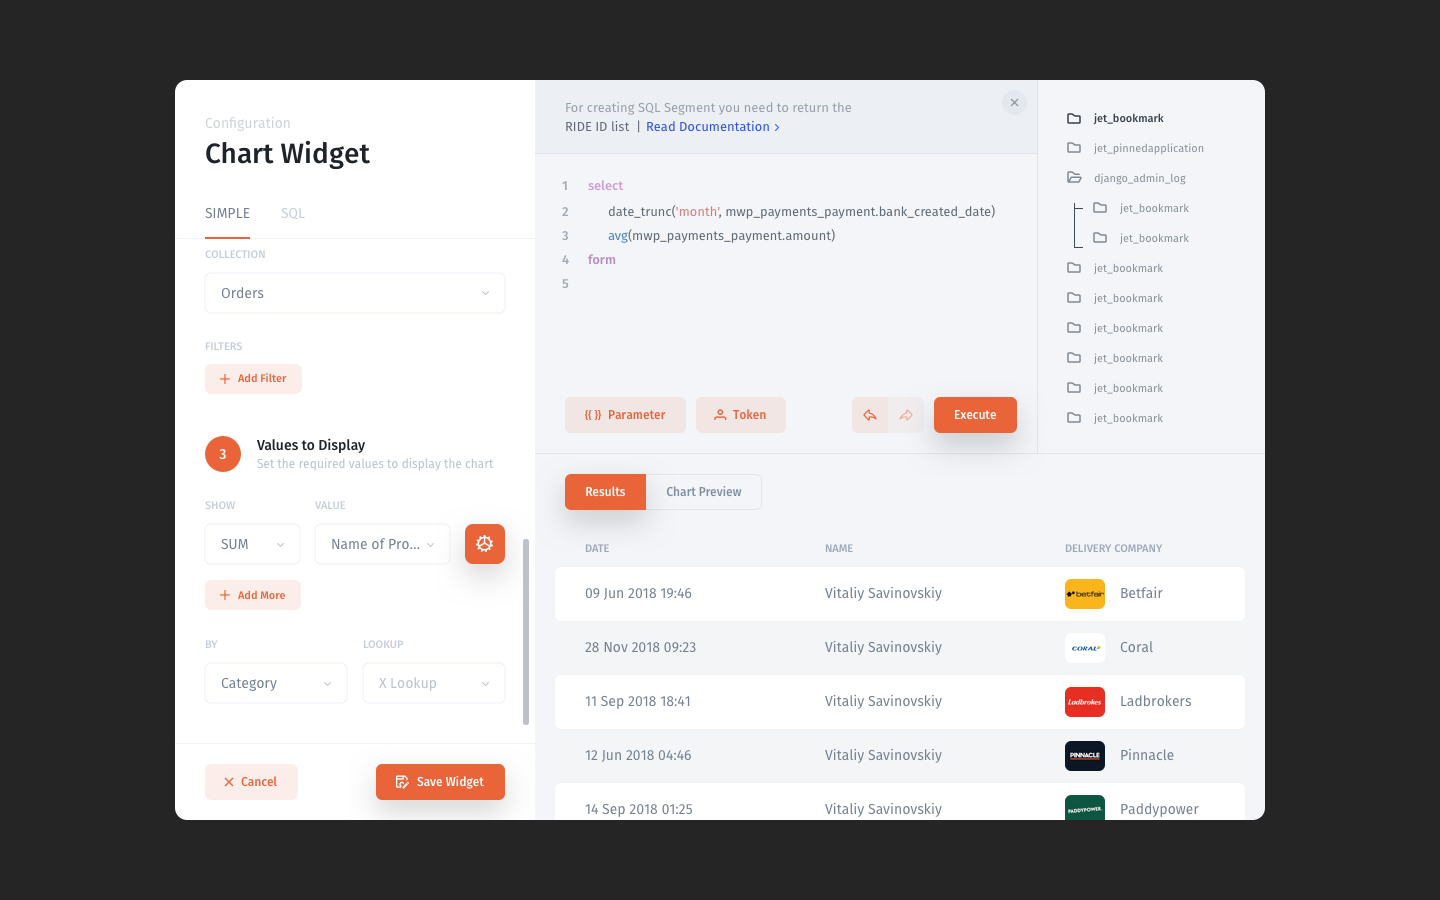 Configuration
Chart Widget
SIMPLE SQL
COLLECTION
Orders
FILTERS
Add Filter
3
Values to Display
Set the required values to display the chart
SHOW VALUE
SUM Name of Pro...
Add More
BY LOOKUP
Category X Lookup
Cancel Save Widget
For creating SQL Segment you need to return the
RIDE ID list | Read Documentation >
1 select
2 date_trunc('month', mwp_payments_payment.bank_created_date)
3 avg(mwp_payments_payment.amount)
4 form
5
{{ }} Parameter Token Execute
jet_bookmark
jet_pinnedapplication
django_admin_log
jet_bookmark
jet_bookmark
jet_bookmark
jet_bookmark
jet_bookmark
jet_bookmark
jet_bookmark
jet_bookmark
Results Chart Preview
DATE NAME DELIVERY COMPANY
09 Jun 2018 19:46 Vitaliy Savinovskiy betfair Betfair
28 Nov 2018 09:23 Vitaliy Savinovskiy CORAL Coral
11 Sep 2018 18:41 Vitaliy Savinovskiy Ladbrokes Ladbrokers
12 Jun 2018 04:46 Vitaliy Savinovskiy PINNACLE Pinnacle
14 Sep 2018 01:25 Vitaliy Savinovskiy PADDYPOWER Paddypower